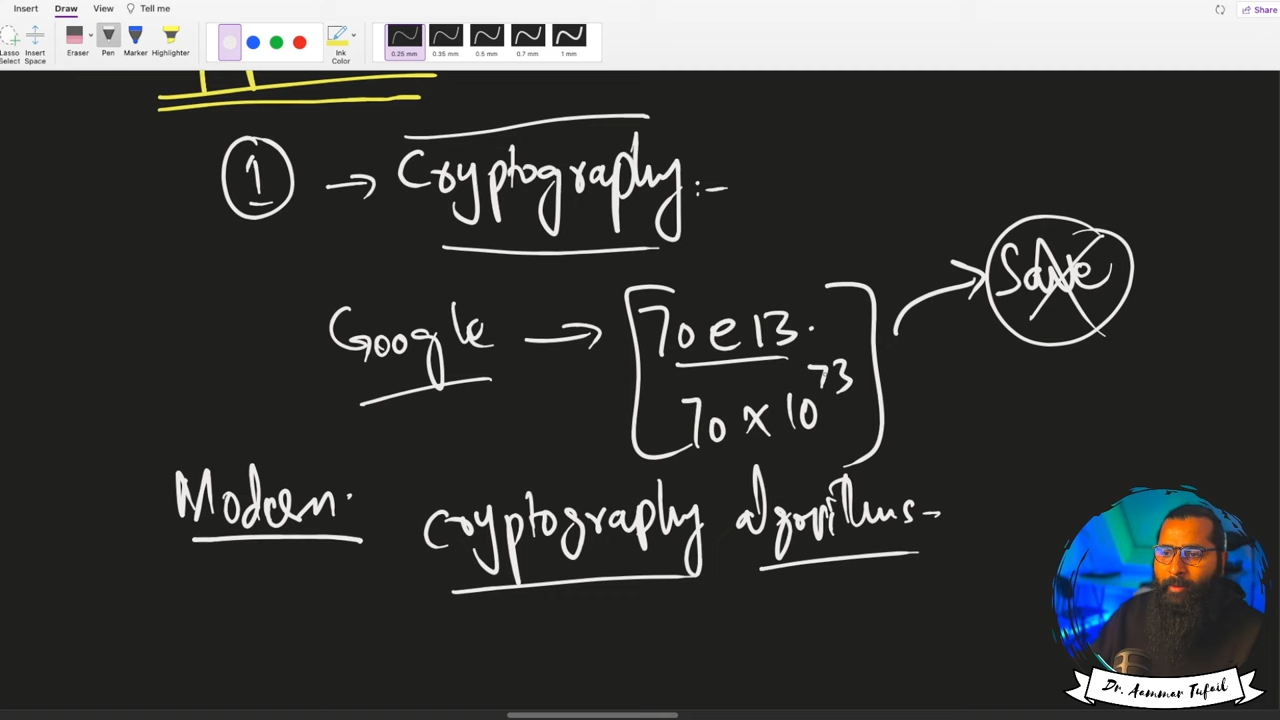 Insert Draw View Tell me
Share
Lasso Select
Insert Space
Eraser
Pen
Marker
Highlighter
Ink Color
0.25 mm
0.35 mm
0.5 mm
0.7 mm
1 mm
1 → Cryptography :-
Save
Google → 70 e 13.
70 x 10^73
Modern. Cryptography algorithms -
Dr. Aammar Tufail